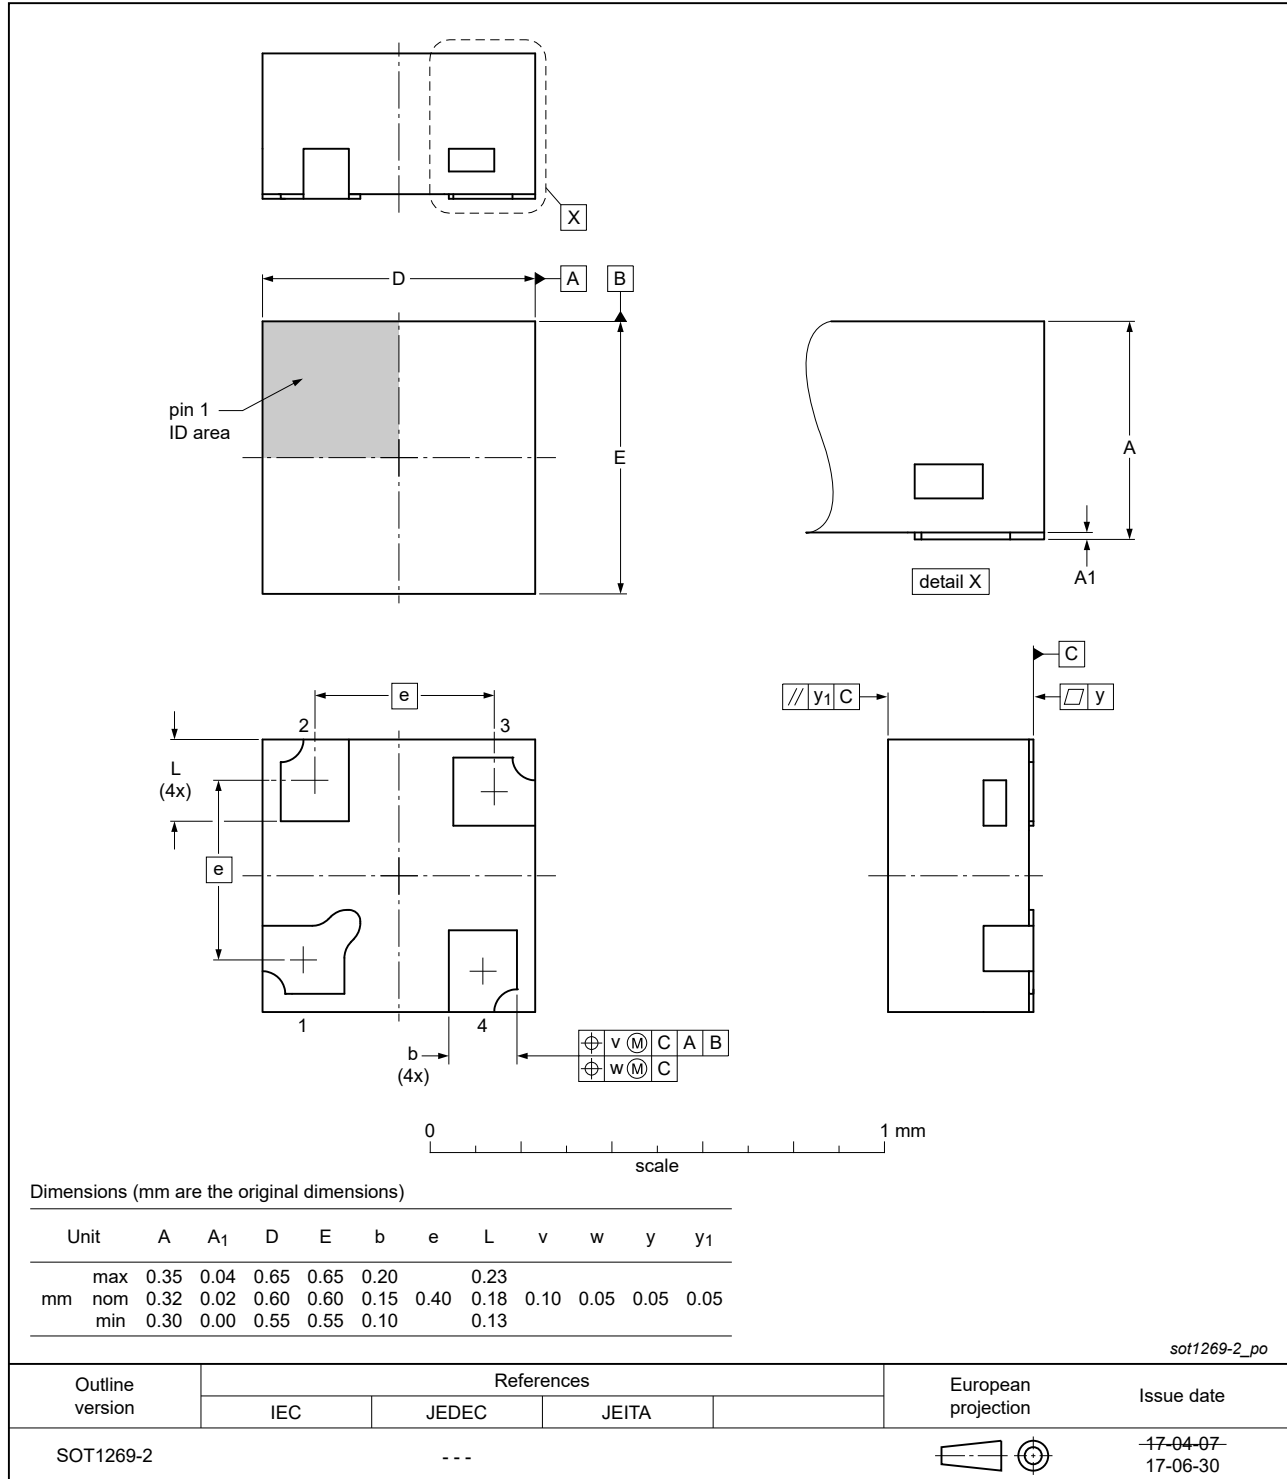 X
D
A
B
pin 1
ID area
E
A
A1
detail X
C
// y1 C
y
e
2
3
L
(4x)
e
1
4
b
(4x)
v M C A B
w M C
0
1 mm
scale
Dimensions (mm are the original dimensions)
Unit A A1 D E b e L v w y y1
max 0.35 0.04 0.65 0.65 0.20 0.23
mm nom 0.32 0.02 0.60 0.60 0.15 0.40 0.18 0.10 0.05 0.05 0.05
min 0.30 0.00 0.55 0.55 0.10 0.13
sot1269-2_po
Outline
version
References
IEC JEDEC JEITA
European
projection
Issue date
SOT1269-2
- - -
17-04-07
17-06-30